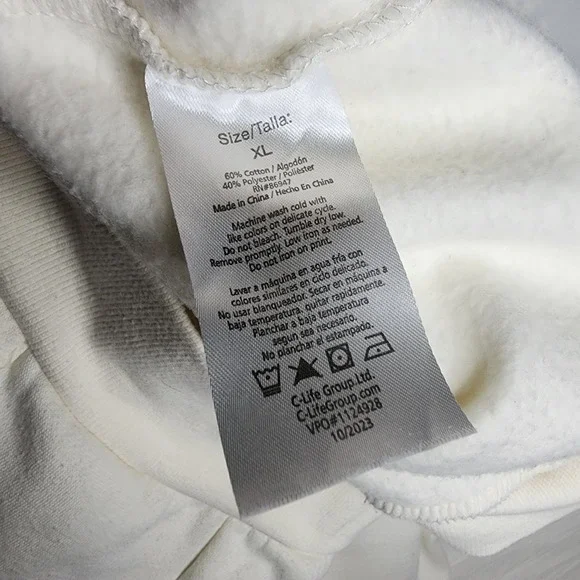 Size/Talla:
XL
60% Cotton / Algodón
40% Polyester / Poliéster
RN#86947
Made in China / Hecho En China
Machine wash cold with
like colors on delicate cycle.
Do not bleach. Tumble dry low.
Remove promptly. Low iron as needed.
Do not iron on print.
Lavar a máquina en agua fría con
colores similares en ciclo delicado.
No usar blanqueador. Secar en máquina a
baja temperatura, quitar rapidamente.
Planchar a baja temperatura
segun sea necesario.
No planchar el estampado.
C-Life Group Ltd.
C-LifeGroup.com
VPO#1124928
10/2023